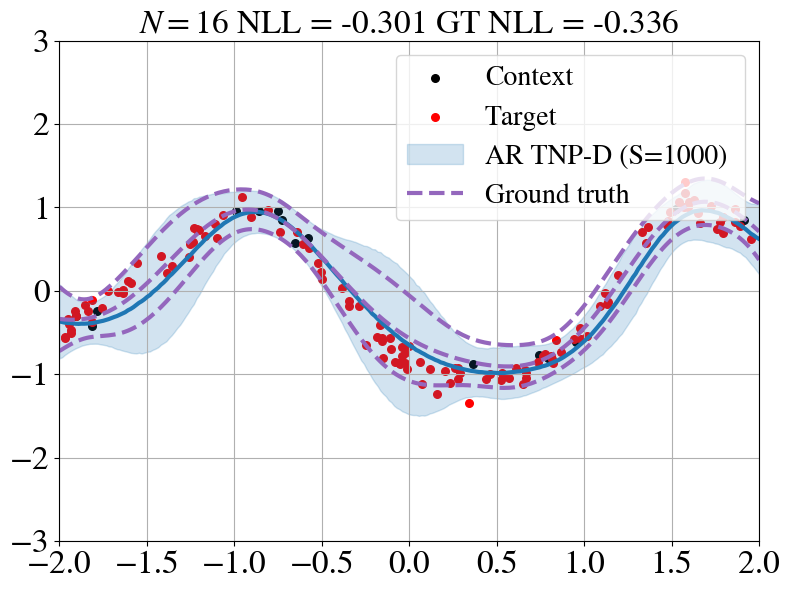 N = 16 NLL = -0.301 GT NLL = -0.336
3
2
1
0
−1
−2
−3
Context
Target
AR TNP-D (S=1000)
Ground truth
−2.0 −1.5 −1.0 −0.5 0.0 0.5 1.0 1.5 2.0